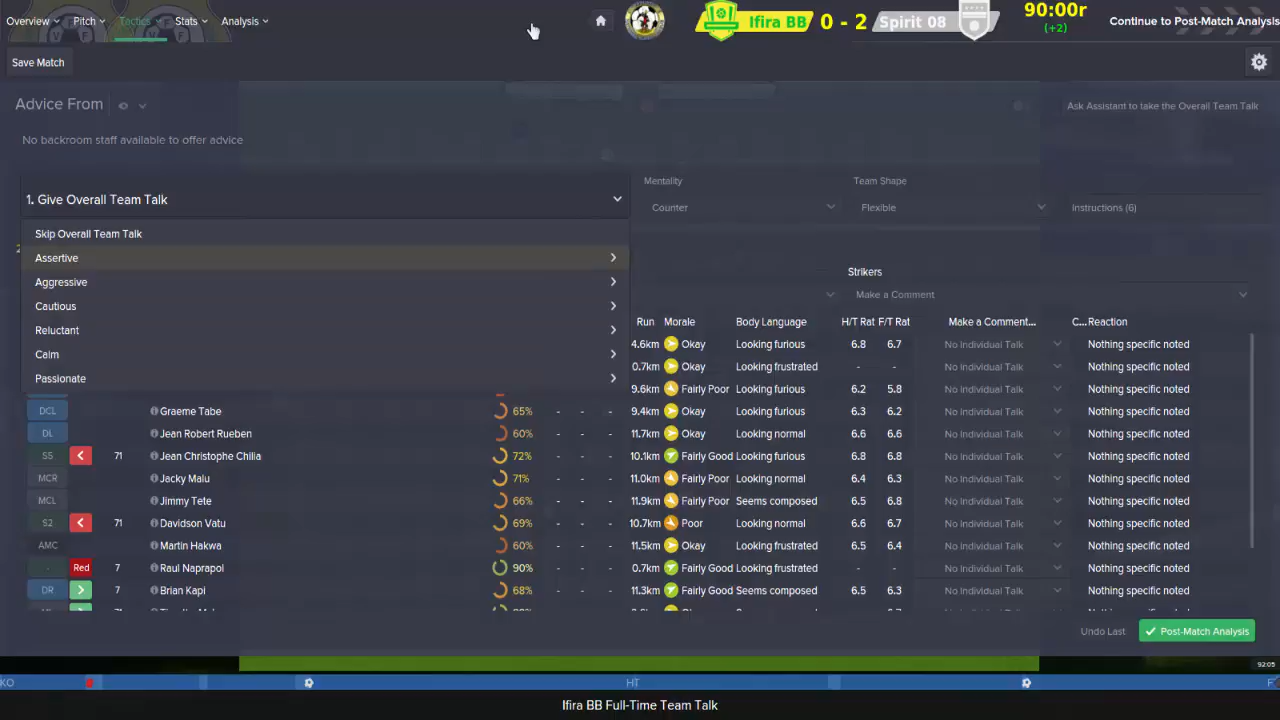 Overview Pitch Tactics Stats Analysis
Ifira BB 0 - 2 Spirit 08
90:00r
(+2)
Continue to Post-Match Analysis
Save Match
Advice From
Ask Assistant to take the Overall Team Talk
No backroom staff available to offer advice
Mentality Team Shape
1. Give Overall Team Talk
Counter Flexible Instructions (6)
Skip Overall Team Talk
Assertive
Aggressive
Cautious
Reluctant
Calm
Passionate
Strikers
Make a Comment
Run Morale Body Language H/T Rat F/T Rat Make a Comment... C... Reaction
4.6km Okay Looking furious 6.8 6.7 No Individual Talk Nothing specific noted
0.7km Okay Looking frustrated - - No Individual Talk Nothing specific noted
9.6km Fairly Poor Looking furious 6.2 5.8 No Individual Talk Nothing specific noted
DCL Graeme Tabe 65% - - - 9.4km Okay Looking furious 6.3 6.2 No Individual Talk Nothing specific noted
DL Jean Robert Rueben 60% - - - 11.7km Okay Looking normal 6.6 6.6 No Individual Talk Nothing specific noted
S5 71 Jean Christophe Chilia 72% - - - 10.1km Fairly Good Looking furious 6.8 6.8 No Individual Talk Nothing specific noted
MCR Jacky Malu 71% - - - 11.0km Fairly Poor Looking normal 6.4 6.3 No Individual Talk Nothing specific noted
MCL Jimmy Tete 66% - - - 11.9km Fairly Poor Seems composed 6.5 6.8 No Individual Talk Nothing specific noted
S2 71 Davidson Vatu 69% - - - 10.7km Poor Looking normal 6.6 6.7 No Individual Talk Nothing specific noted
AMC Martin Hakwa 60% - - - 11.5km Okay Looking frustrated 6.5 6.4 No Individual Talk Nothing specific noted
- Red 7 Raul Naprapol 90% - - - 0.7km Fairly Good Looking frustrated - - No Individual Talk Nothing specific noted
DR 7 Brian Kapi 68% - - - 11.3km Fairly Good Seems composed 6.5 6.3 No Individual Talk Nothing specific noted
Undo Last Post-Match Analysis
92:05
KO HT F
Ifira BB Full-Time Team Talk